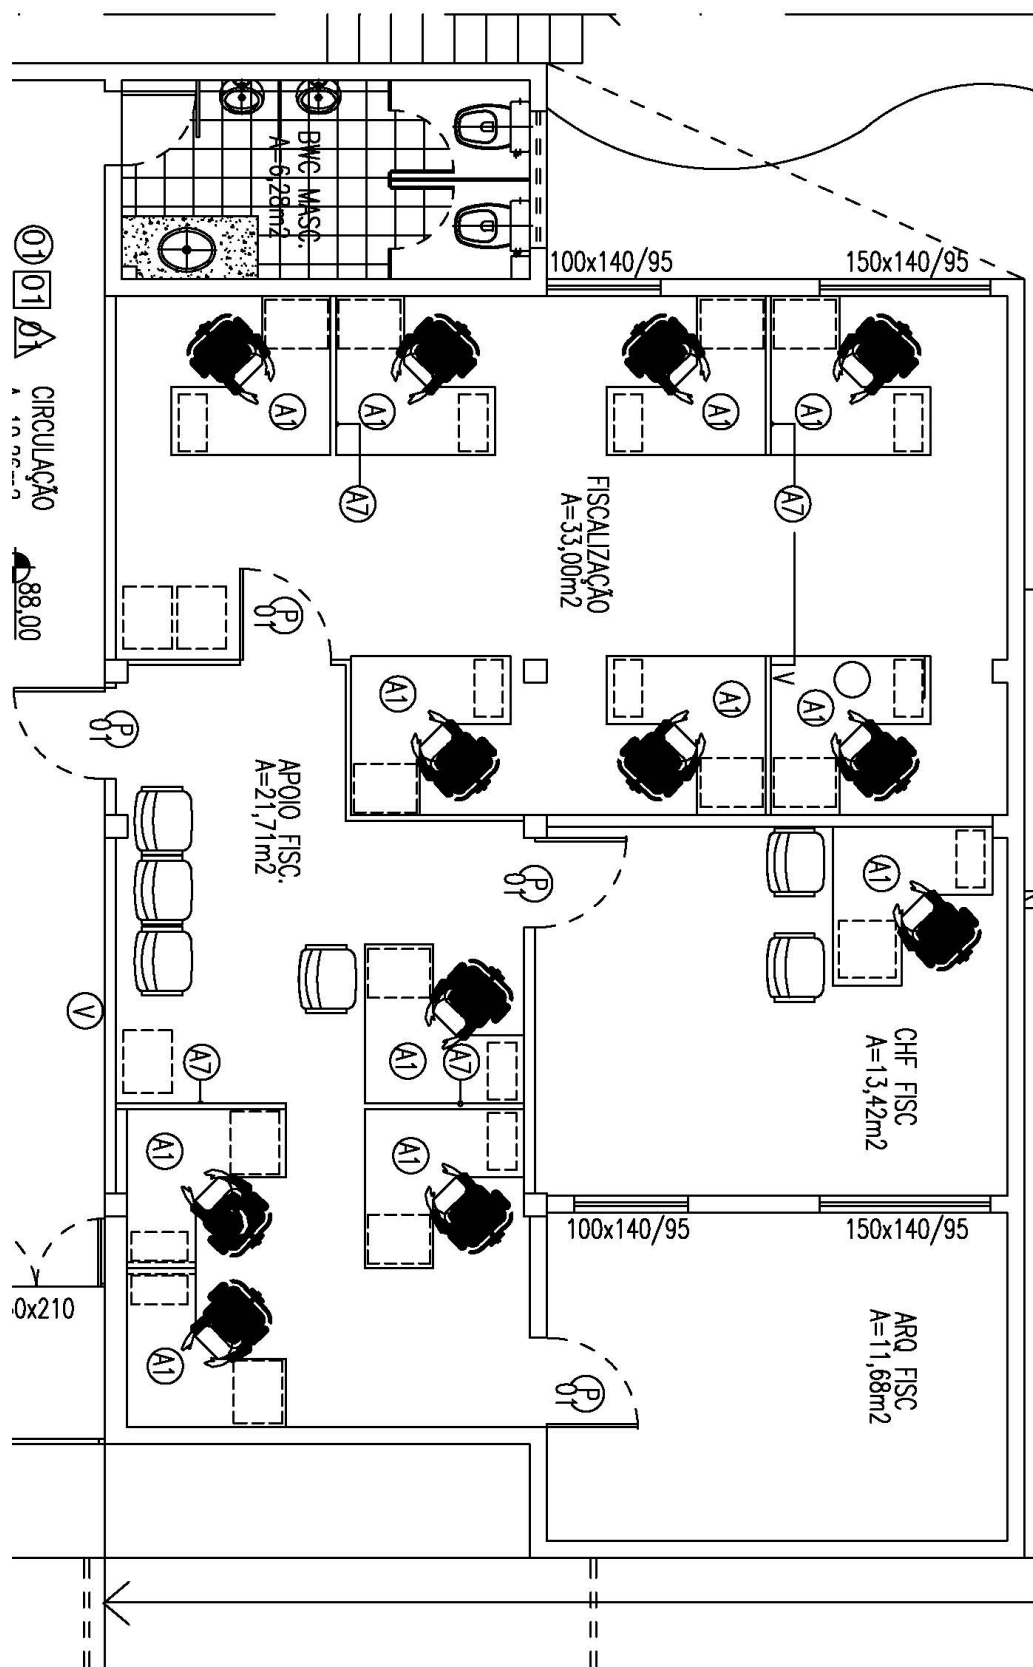 BWC MASC.
A=6,28m2
100x140/95
150x140/95
01
01
01
CIRCULAÇÃO
88,00
A1
A1
A1
A1
A7
A7
FISCALIZAÇÃO
A=33,00m2
P
01
A1
A1
A1
V
P
01
APOIO FISC.
A=21,71m2
P
01
A1
V
A7
A1
A7
CHF FISC
A=13,42m2
A1
A1
100x140/95
150x140/95
0x210
A1
P
01
ARQ FISC
A=11,68m2